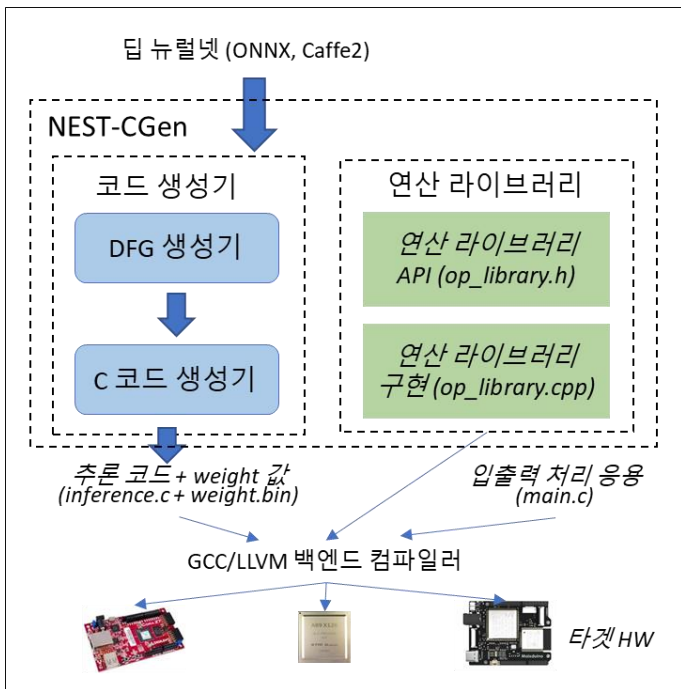 딥 뉴럴넷 (ONNX, Caffe2)
NEST-CGen
코드 생성기
DFG 생성기
C 코드 생성기
연산 라이브러리
연산 라이브러리
API (op_library.h)
연산 라이브러리
구현 (op_library.cpp)
추론 코드 + weight 값
(inference.c + weight.bin)
입출력 처리 응용
(main.c)
GCC/LLVM 백엔드 컴파일러
타겟 HW